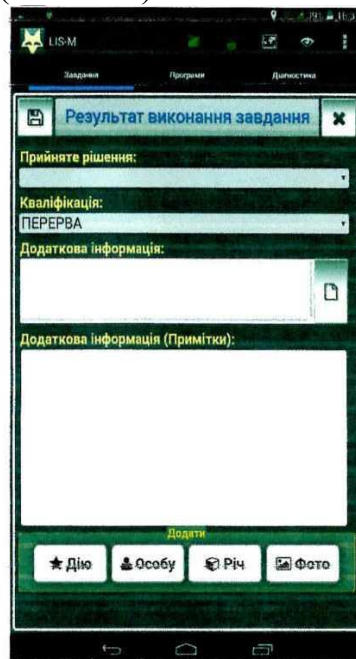 LIS-M
Завдання Програми Діагностика
Результат виконання завдання
Прийняте рішення:
Кваліфікація:
ПЕРЕРВА
Додаткова інформація:
Додаткова інформація (Примітки):
Додати
Дію Особу Річ Фото